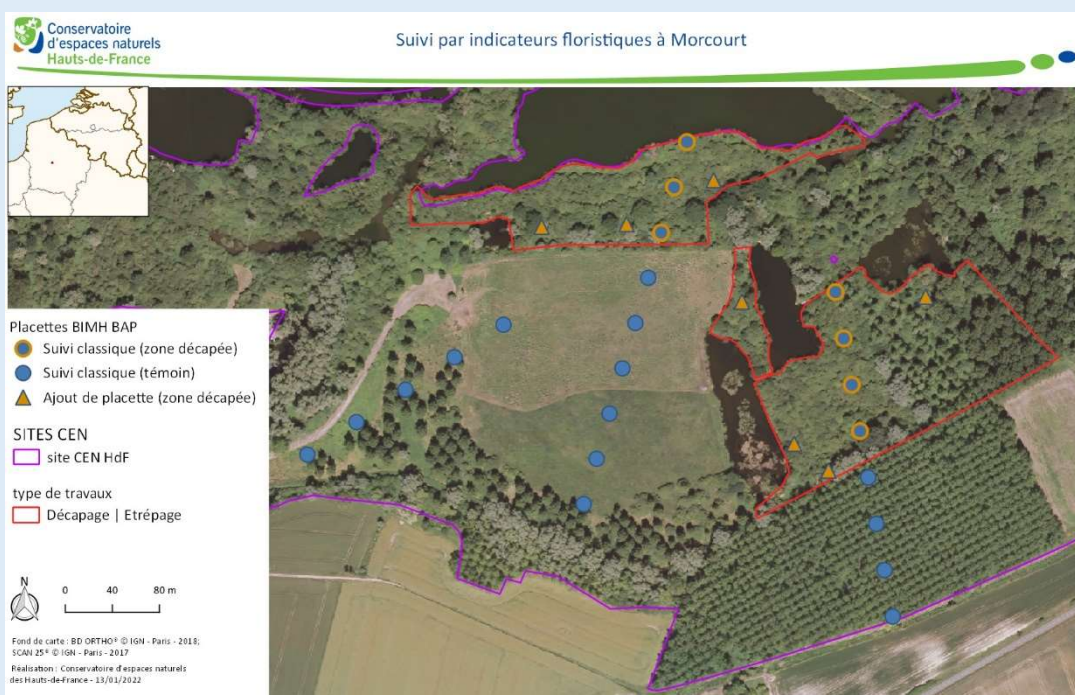 Conservatoire
d'espaces naturels
Hauts-de-France
Suivi par indicateurs floristiques à Morcourt
Placettes BIMH BAP
Suivi classique (zone décapée)
Suivi classique (témoin)
Ajout de placette (zone décapée)
SITES CEN
site CEN HdF
type de travaux
Décapage | Etrépage
N
0 40 80 m
Fond de carte : BD ORTHO® © IGN - Paris - 2018;
SCAN 25® © IGN - Paris - 2017
Réalisation : Conservatoire d'espaces naturels
des Hauts-de-France - 13/01/2022